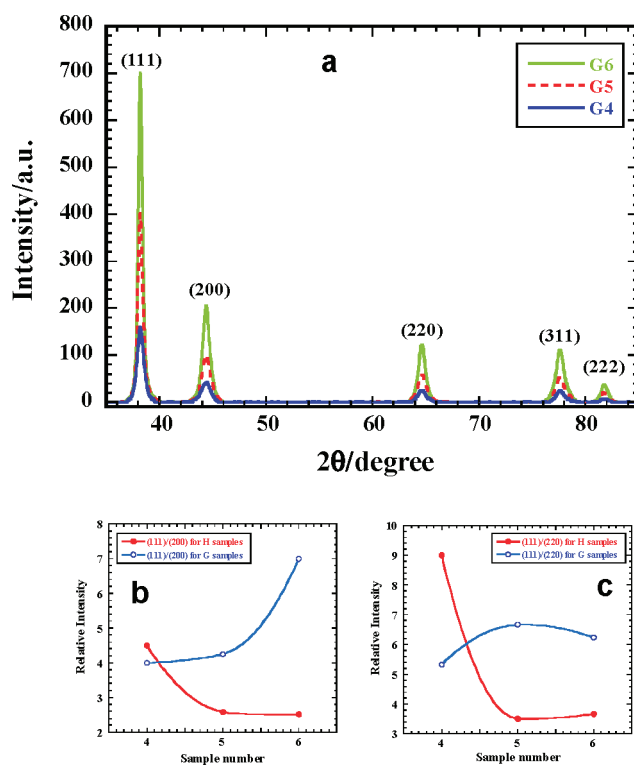 a
(111)
(200)
(220)
(311)
(222)
G6
G5
G4
Intensity/a.u.
800
700
600
500
400
300
200
100
0
40
50
60
70
80
2θ/degree
b
(111)/(200) for H samples
(111)/(200) for G samples
Relative Intensity
8
7
6
5
4
3
2
4
5
6
Sample number
c
(111)/(220) for H samples
(111)/(220) for G samples
Relative Intensity
10
9
8
7
6
5
4
3
4
5
6
Sample number